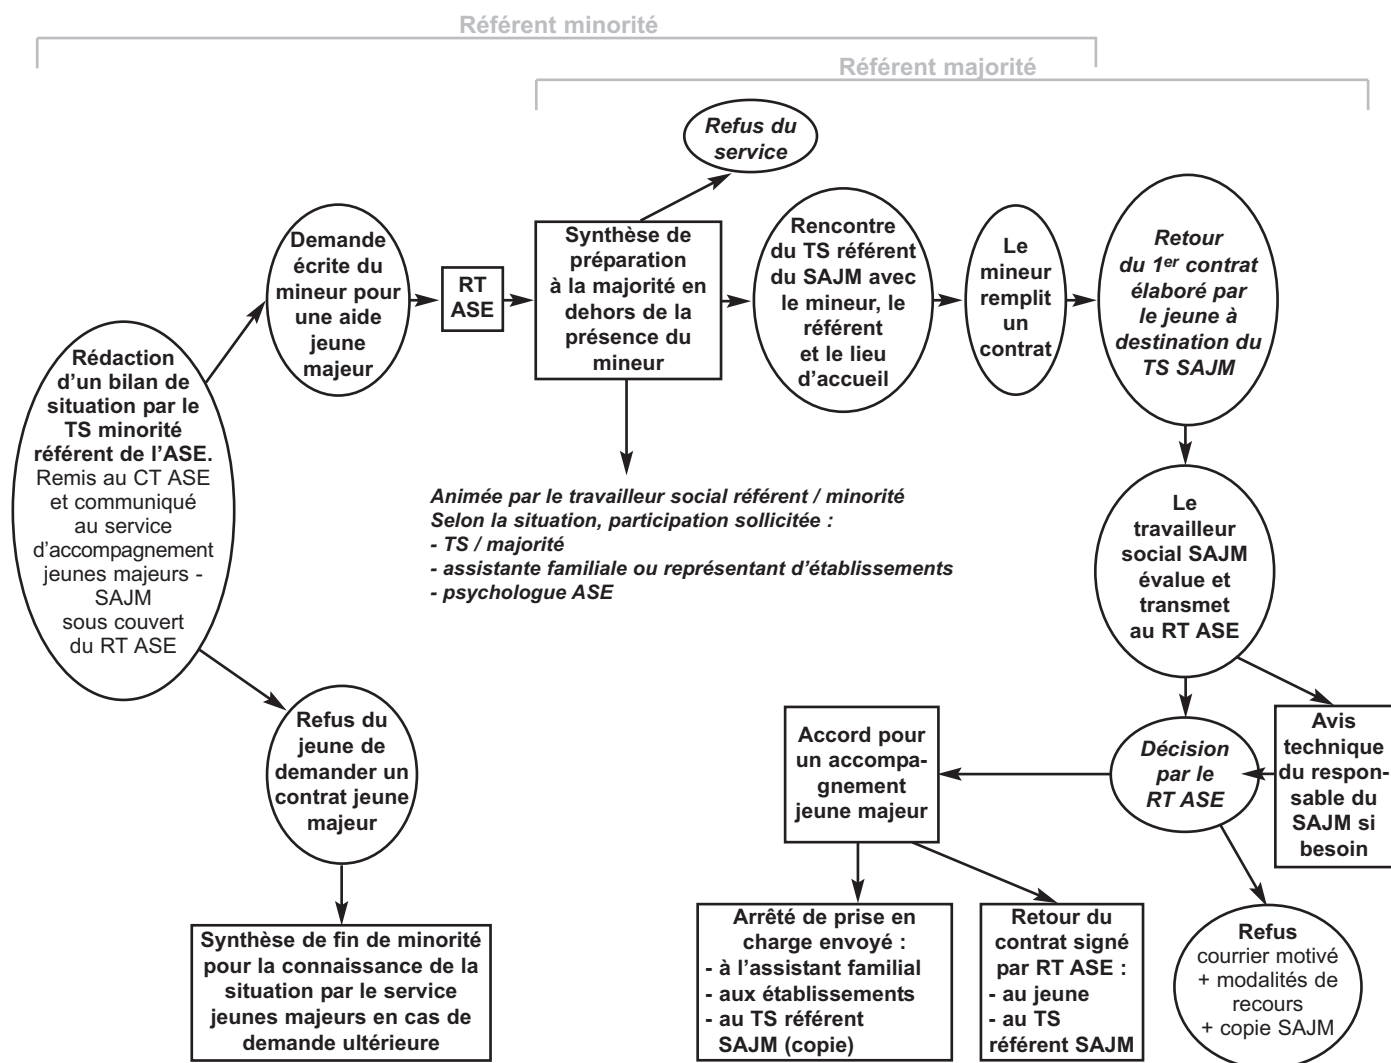 Référent minorité
Référent majorité
Refus du
service
Demande
écrite du
mineur pour
une aide
jeune
majeur
RT
ASE
Synthèse de
préparation
à la majorité en
dehors de la
présence du
mineur
Rencontre
du TS référent
du SAJM avec
le mineur, le
référent
et le lieu
d'accueil
Le
mineur
remplit
un
contrat
Retour
du 1er contrat
élaboré par
le jeune à
destination du
TS SAJM
Rédaction
d'un bilan de
situation par le
TS minorité
référent de l'ASE.
Remis au CT ASE
et communiqué
au service
d'accompagnement
jeunes majeurs -
SAJM
sous couvert
du RT ASE
Animée par le travailleur social référent / minorité
Selon la situation, participation sollicitée :
- TS / majorité
- assistante familiale ou représentant d'établissements
- psychologue ASE
Le
travailleur
social SAJM
évalue et
transmet
au RT ASE
Refus du
jeune de
demander un
contrat jeune
majeur
Accord pour
un accompa-
gnement
jeune majeur
Décision
par le
RT ASE
Avis
technique
du respon-
sable du
SAJM si
besoin
Synthèse de fin de minorité
pour la connaissance de la
situation par le service
jeunes majeurs en cas de
demande ultérieure
Arrêté de prise en
charge envoyé :
- à l'assistant familial
- aux établissements
- au TS référent
SAJM (copie)
Retour du
contrat signé
par RT ASE :
- au jeune
- au TS
référent SAJM
Refus
courrier motivé
+ modalités de
recours
+ copie SAJM